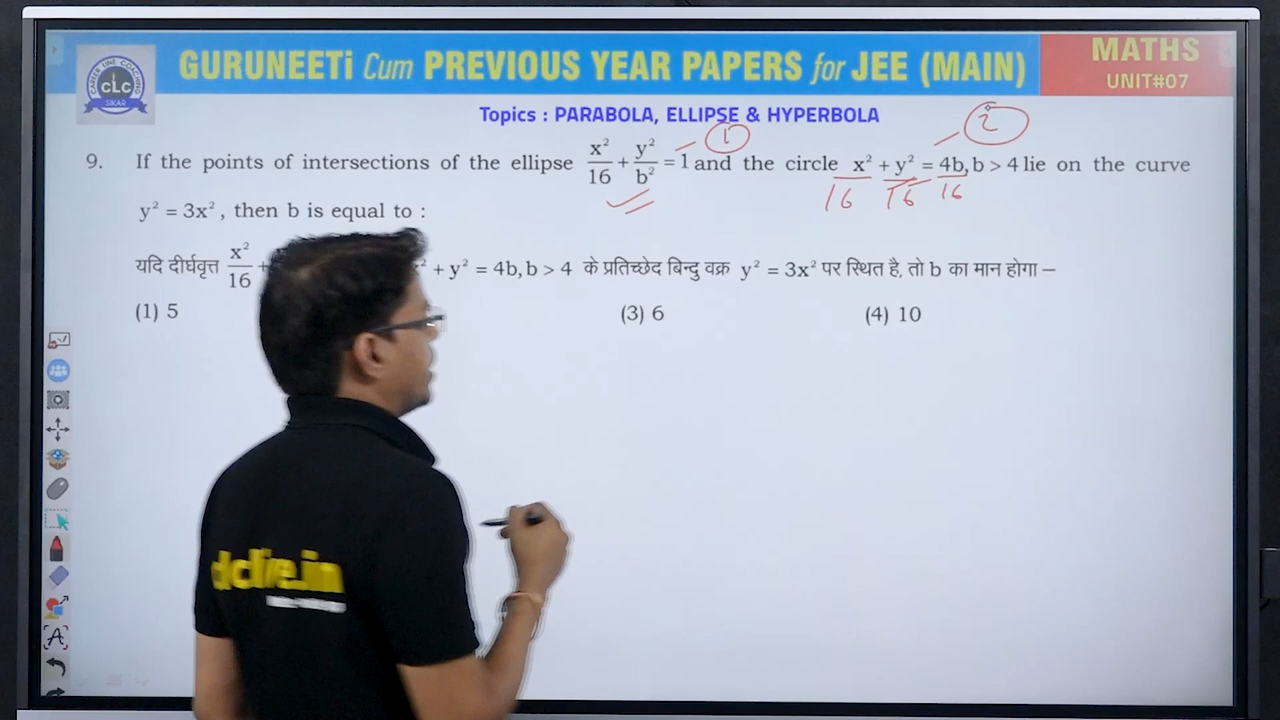 GURUNEETi Cum PREVIOUS YEAR PAPERS for JEE (MAIN)
MATHS
UNIT#07
CLC
SIKAR
Topics : PARABOLA, ELLIPSE & HYPERBOLA
① ②
9. If the points of intersections of the ellipse x²/16 + y²/b² = 1 and the circle x² + y² = 4b, b > 4 lie on the curve
16 16 16
y² = 3x², then b is equal to :
यदि दीर्घवृत्त x²/16 + y² = 4b, b > 4 के प्रतिच्छेद बिन्दु वक्र y² = 3x² पर स्थित है, तो b का मान होगा –
(1) 5 (3) 6 (4) 10
clclive.in